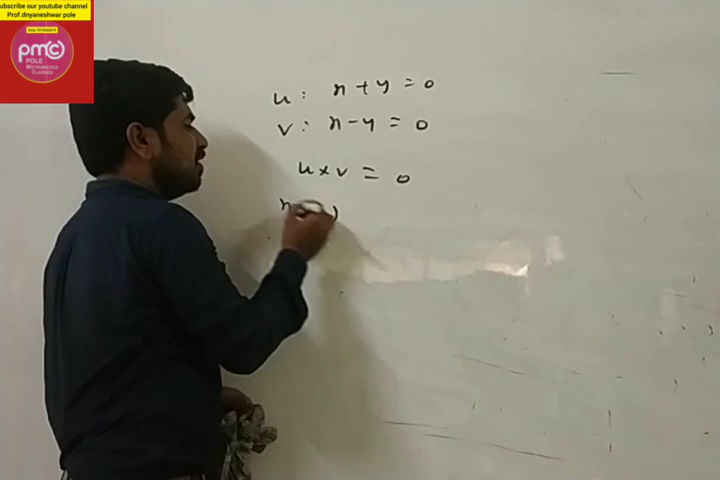 ubscribe our youtube channel
Prof.dnyaneshwar pole
pmc
POLE
MATHEMATICS
CLASSES
u: x+y=0
v: x-y=0
u×v=0